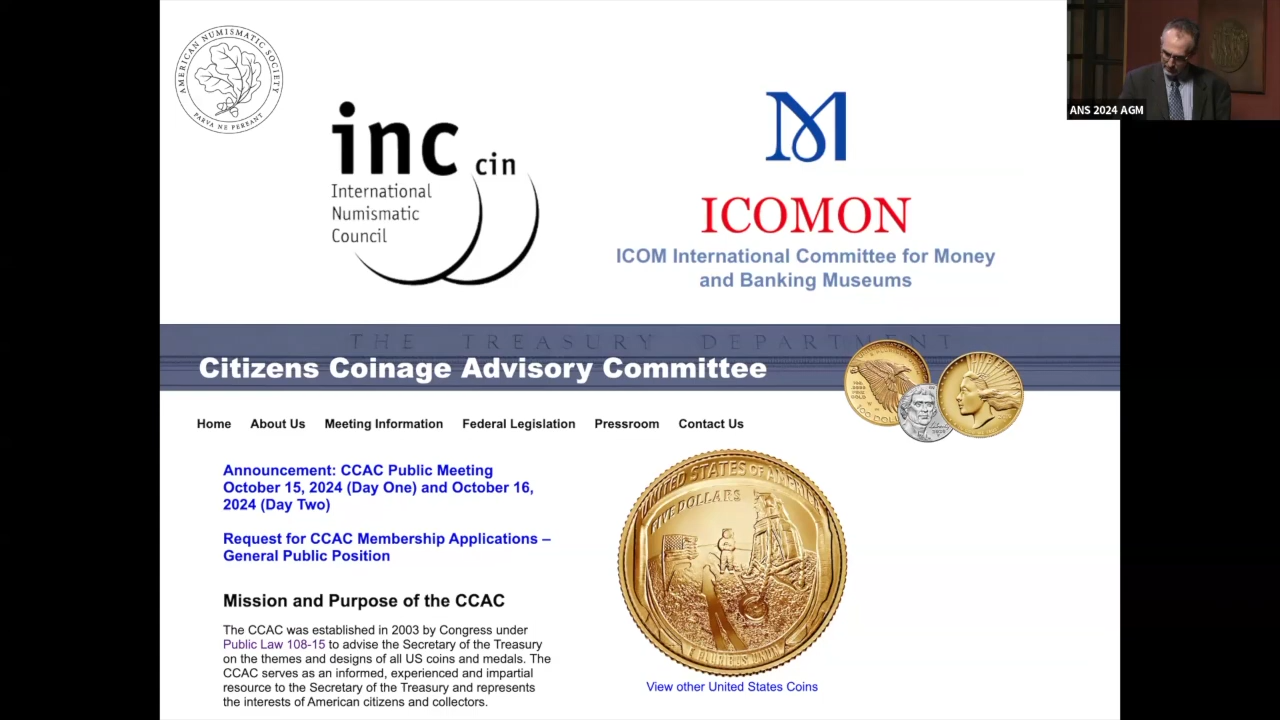 AMERICAN NUMISMATIC SOCIETY
PARVA NE PEREANT
inc cin
International
Numismatic
Council
M
ICOMON
ICOM International Committee for Money
and Banking Museums
ANS 2024 AGM
THE TREASURY DEPARTMENT
Citizens Coinage Advisory Committee
100 DOL
Liberty
Home About Us Meeting Information Federal Legislation Pressroom Contact Us
Announcement: CCAC Public Meeting
October 15, 2024 (Day One) and October 16,
2024 (Day Two)
Request for CCAC Membership Applications –
General Public Position
Mission and Purpose of the CCAC
The CCAC was established in 2003 by Congress under
Public Law 108-15 to advise the Secretary of the Treasury
on the themes and designs of all US coins and medals. The
CCAC serves as an informed, experienced and impartial
resource to the Secretary of the Treasury and represents
the interests of American citizens and collectors.
UNITED STATES OF AMERICA
FIVE DOLLARS
E PLURIBUS UNUM
View other United States Coins